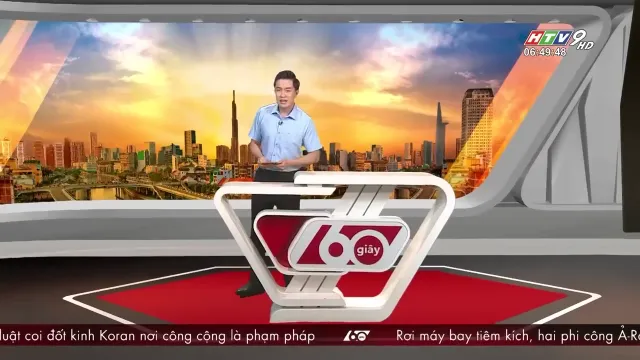 HTV9 HD
06:49:48
60 giây
luật coi đốt kinh Koran nơi công cộng là phạm pháp 60 Rơi máy bay tiêm kích, hai phi công Ả-R